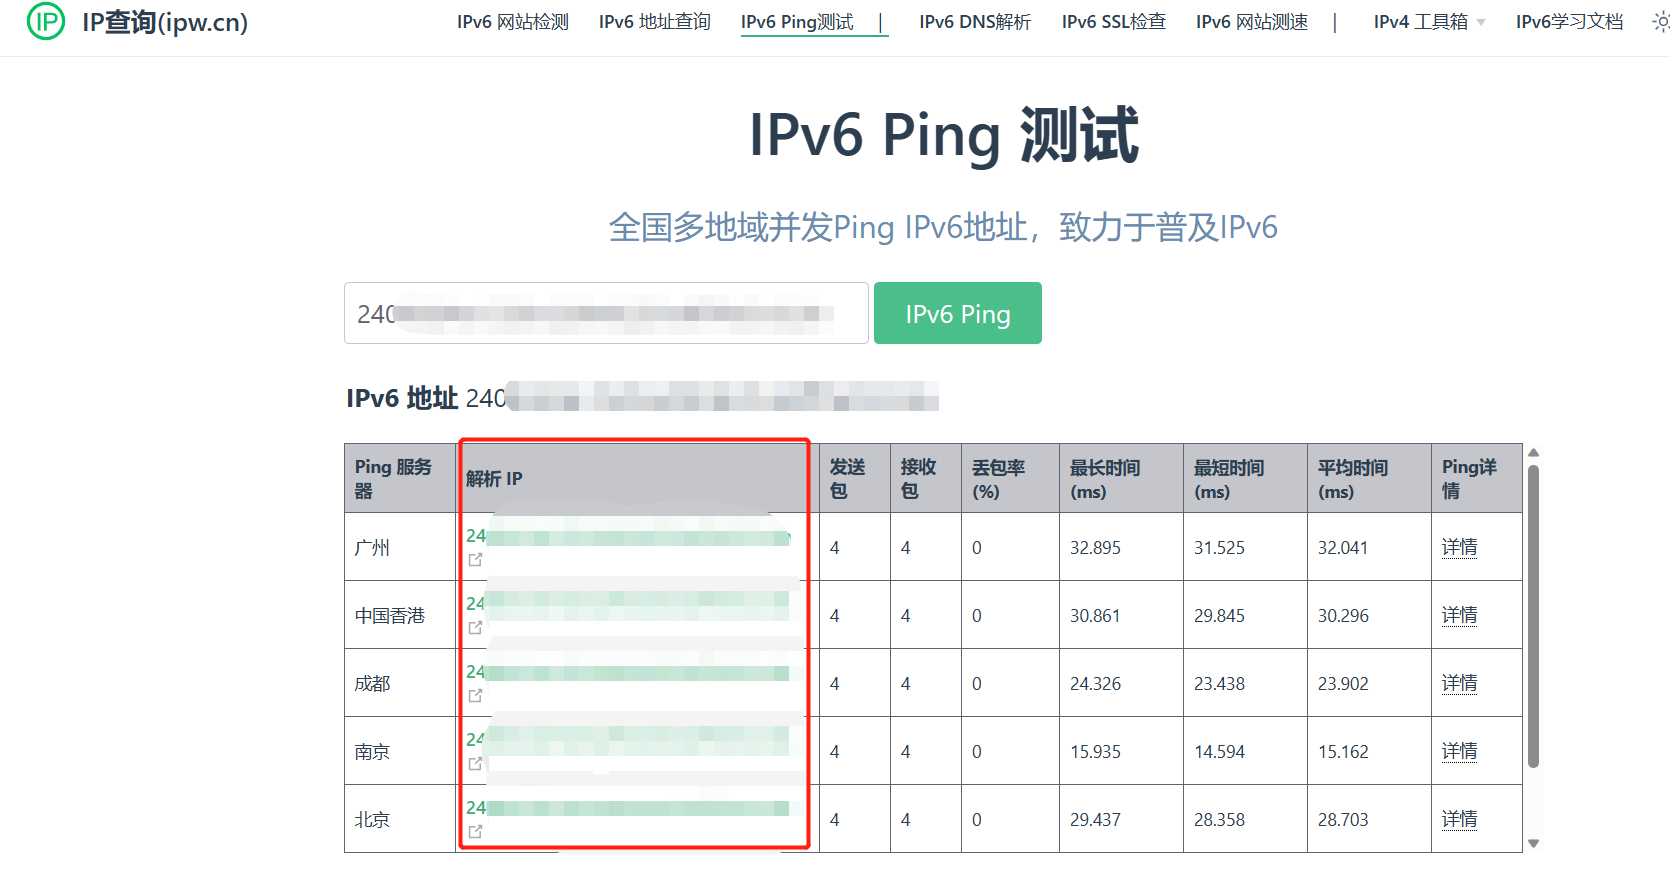 IP IP查询(ipw.cn) IPv6 网站检测 IPv6 地址查询 IPv6 Ping测试 | IPv6 DNS解析 IPv6 SSL检查 IPv6 网站测速 | IPv4 工具箱 IPv6学习文档
IPv6 Ping 测试
全国多地域并发Ping IPv6地址，致力于普及IPv6
240 IPv6 Ping
IPv6 地址 240
Ping 服务器 解析 IP 发送包 接收包 丢包率(%) 最长时间(ms) 最短时间(ms) 平均时间(ms) Ping详情
广州 24 4 4 0 32.895 31.525 32.041 详情
中国香港 24 4 4 0 30.861 29.845 30.296 详情
成都 24 4 4 0 24.326 23.438 23.902 详情
南京 24 4 4 0 15.935 14.594 15.162 详情
北京 24 4 4 0 29.437 28.358 28.703 详情